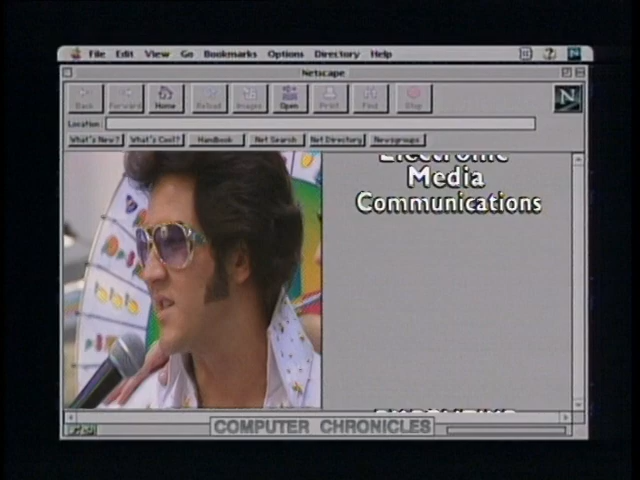 File Edit View Go Bookmarks Options Directory Help
Netscape
Back Forward Home Reload Images Open Print Find Stop
N
Location:
What's New? What's Cool? Handbook Net Search Net Directory Newsgroups
Electronic
Media
Communications
COMPUTER CHRONICLES